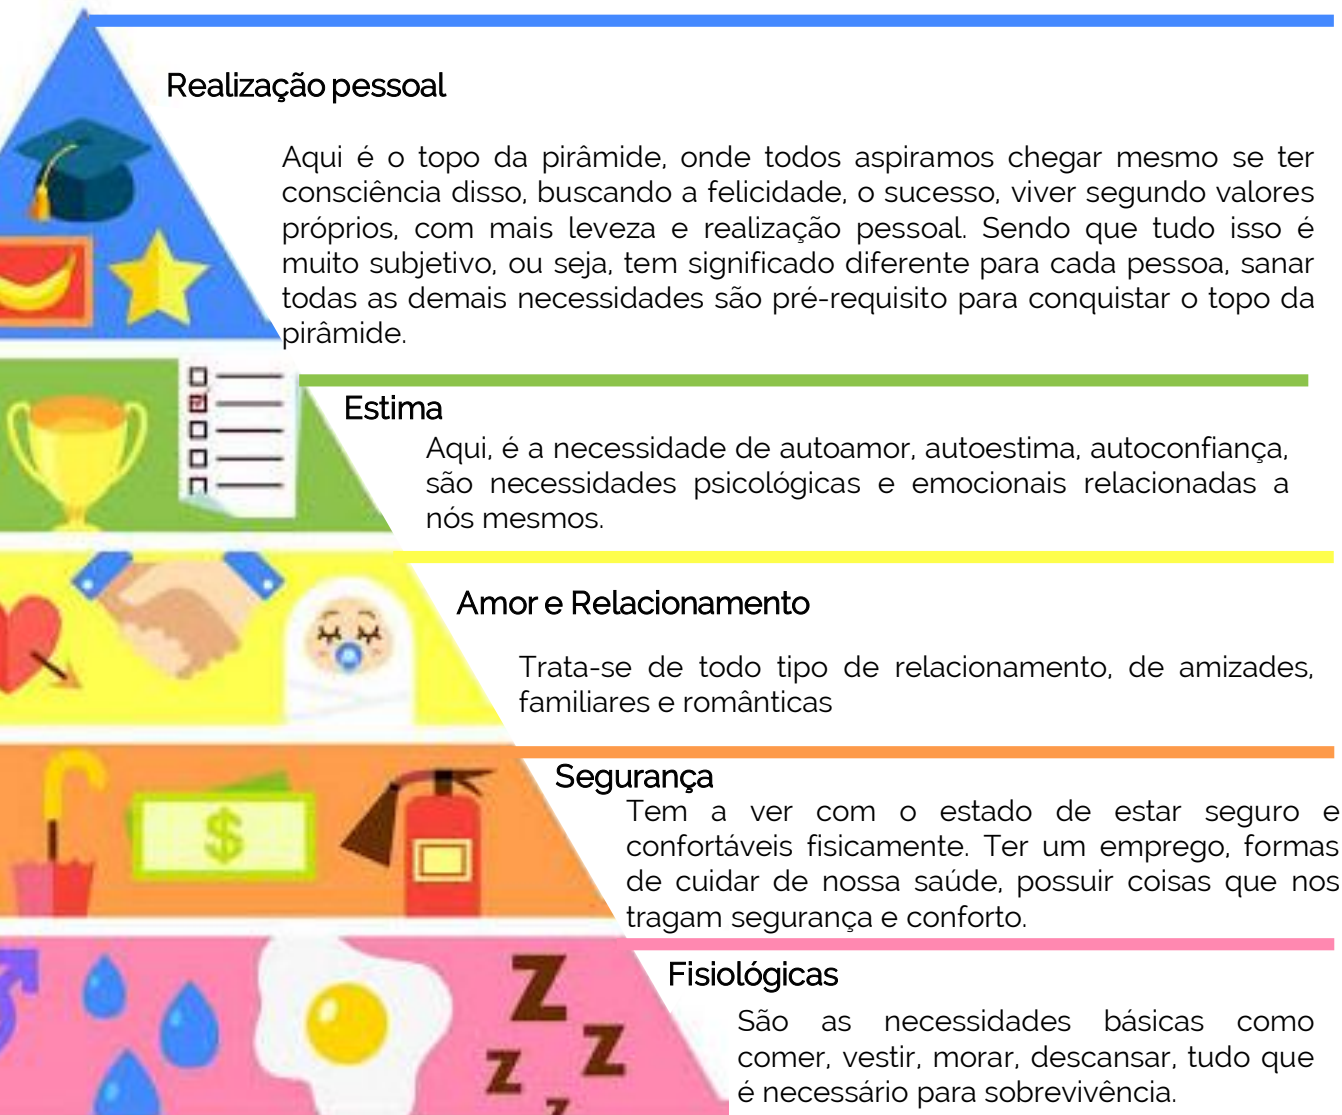 Realização pessoal
Aqui é o topo da pirâmide, onde todos aspiramos chegar mesmo se ter
consciência disso, buscando a felicidade, o sucesso, viver segundo valores
próprios, com mais leveza e realização pessoal. Sendo que tudo isso é
muito subjetivo, ou seja, tem significado diferente para cada pessoa, sanar
todas as demais necessidades são pré-requisito para conquistar o topo da
pirâmide.
Estima
Aqui, é a necessidade de autoamor, autoestima, autoconfiança,
são necessidades psicológicas e emocionais relacionadas a
nós mesmos.
Amor e Relacionamento
Trata-se de todo tipo de relacionamento, de amizades,
familiares e românticas
$
Segurança
Tem a ver com o estado de estar seguro e
confortáveis fisicamente. Ter um emprego, formas
de cuidar de nossa saúde, possuir coisas que nos
tragam segurança e conforto.
Z
Z
Z
Z
Fisiológicas
São as necessidades básicas como
comer, vestir, morar, descansar, tudo que
é necessário para sobrevivência.